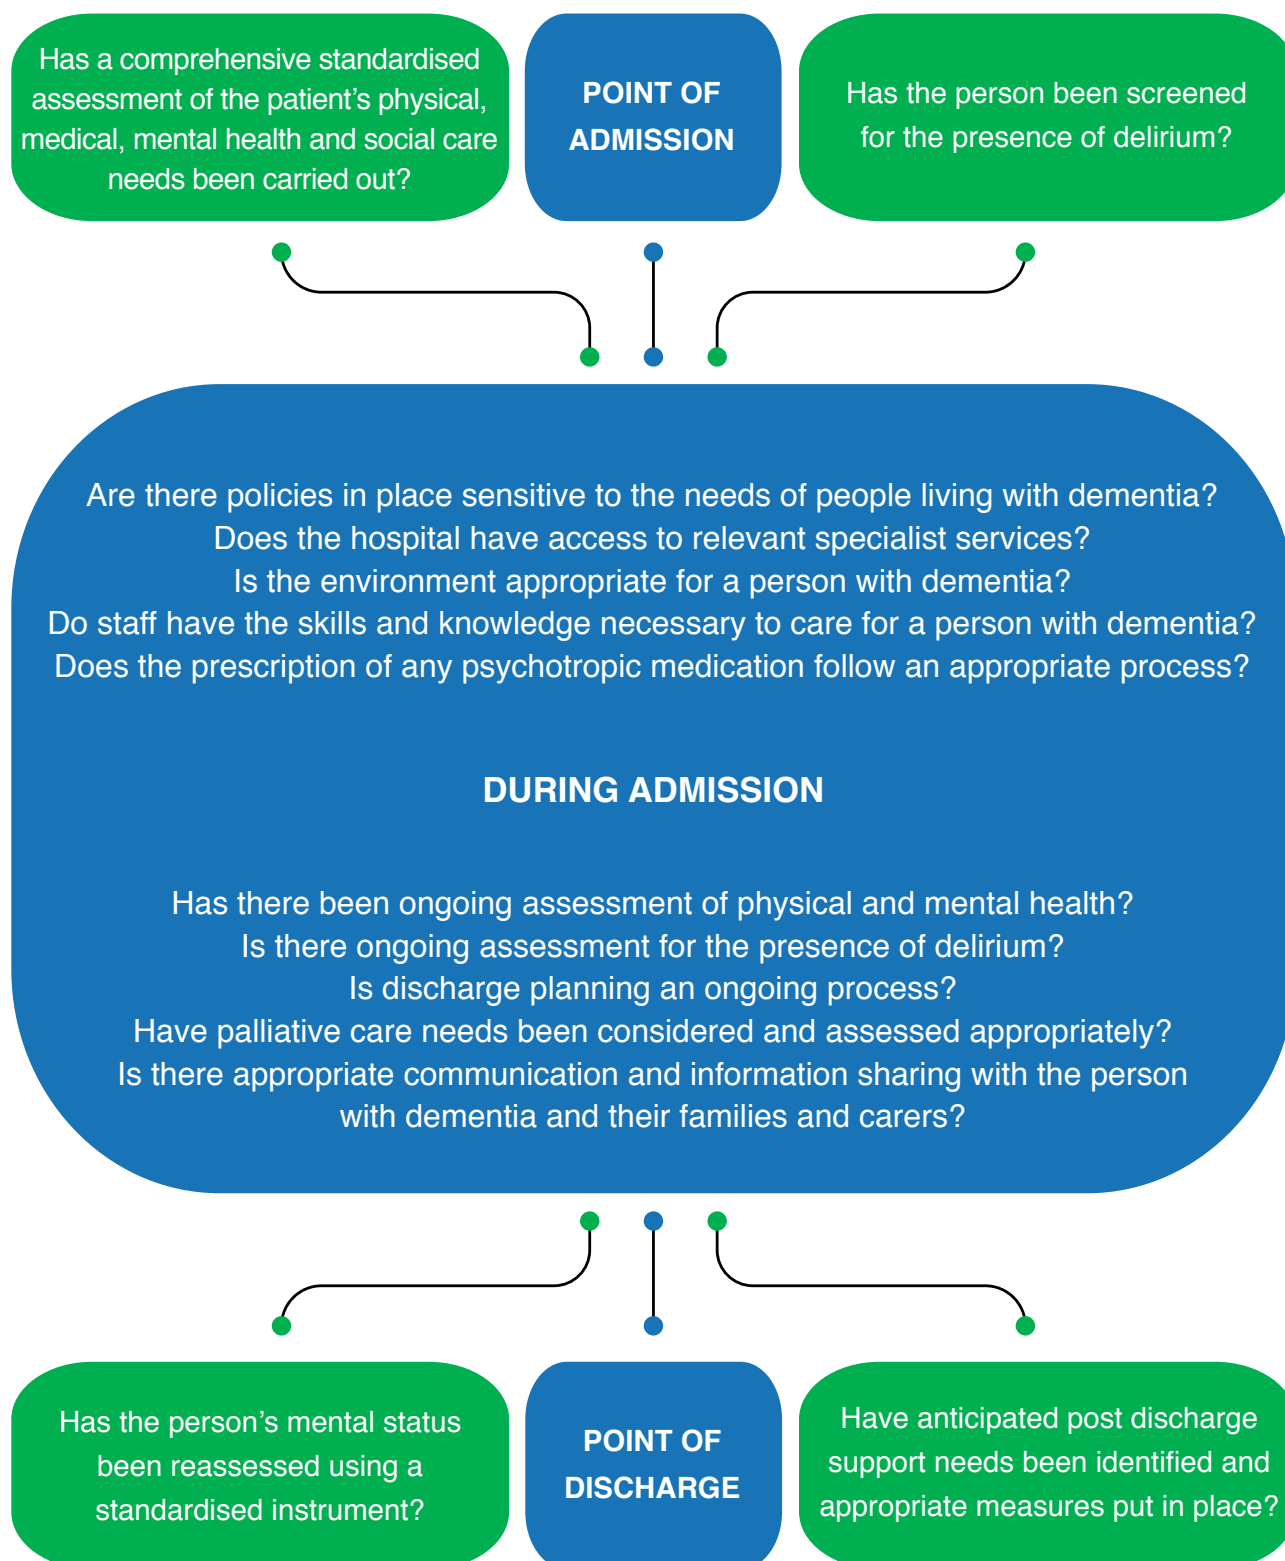 Has a comprehensive standardised
assessment of the patient’s physical,
medical, mental health and social care
needs been carried out?
POINT OF
ADMISSION
Has the person been screened
for the presence of delirium?
Are there policies in place sensitive to the needs of people living with dementia?
Does the hospital have access to relevant specialist services?
Is the environment appropriate for a person with dementia?
Do staff have the skills and knowledge necessary to care for a person with dementia?
Does the prescription of any psychotropic medication follow an appropriate process?
DURING ADMISSION
Has there been ongoing assessment of physical and mental health?
Is there ongoing assessment for the presence of delirium?
Is discharge planning an ongoing process?
Have palliative care needs been considered and assessed appropriately?
Is there appropriate communication and information sharing with the person
with dementia and their families and carers?
Has the person’s mental status
been reassessed using a
standardised instrument?
POINT OF
DISCHARGE
Have anticipated post discharge
support needs been identified and
appropriate measures put in place?